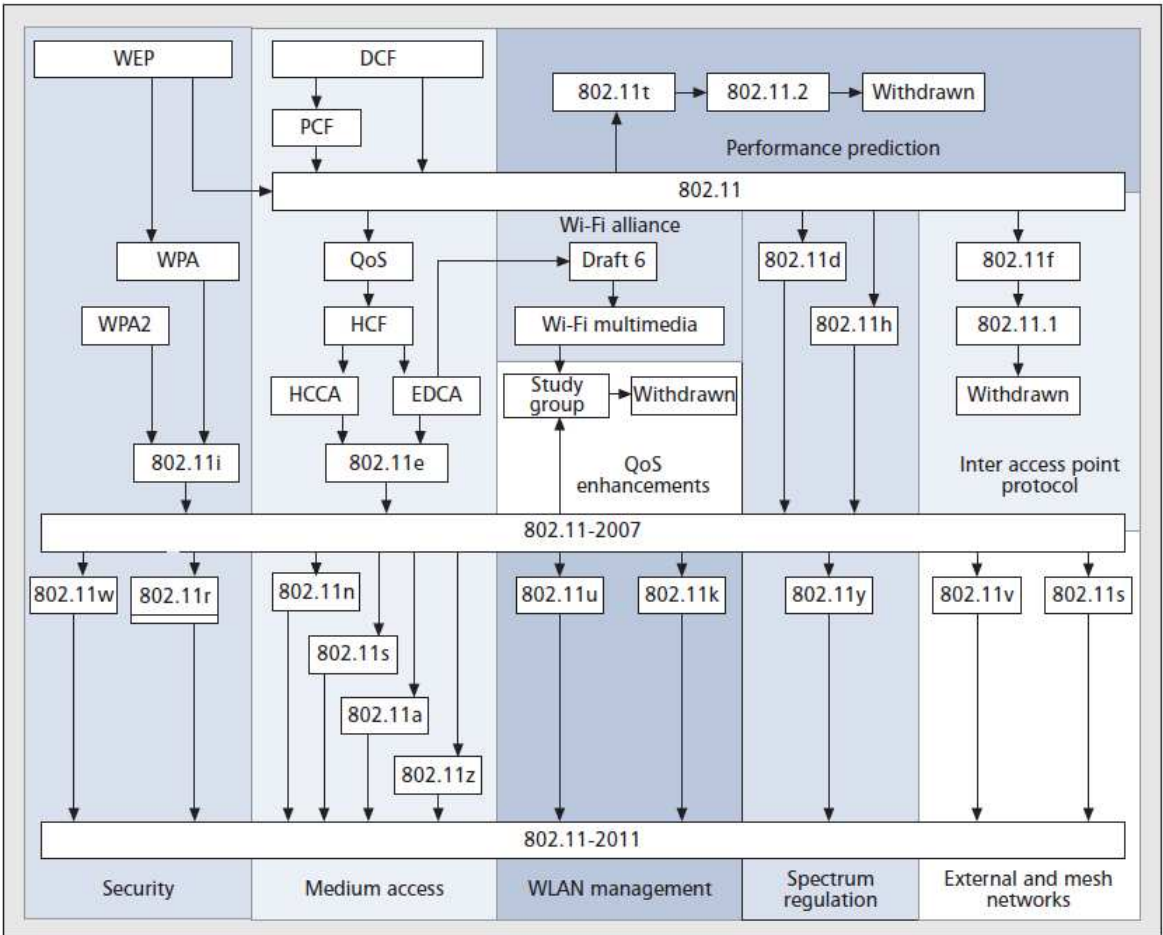 WEP
DCF
802.11t
802.11.2
Withdrawn
PCF
Performance prediction
802.11
Wi-Fi alliance
WPA
QoS
Draft 6
802.11d
802.11f
WPA2
HCF
Wi-Fi multimedia
802.11h
802.11.1
HCCA
EDCA
Study
group
Withdrawn
Withdrawn
802.11i
802.11e
QoS
enhancements
Inter access point
protocol
802.11-2007
802.11w
802.11r
802.11n
802.11u
802.11k
802.11y
802.11v
802.11s
802.11s
802.11a
802.11z
802.11-2011
Security
Medium access
WLAN management
Spectrum
regulation
External and mesh
networks